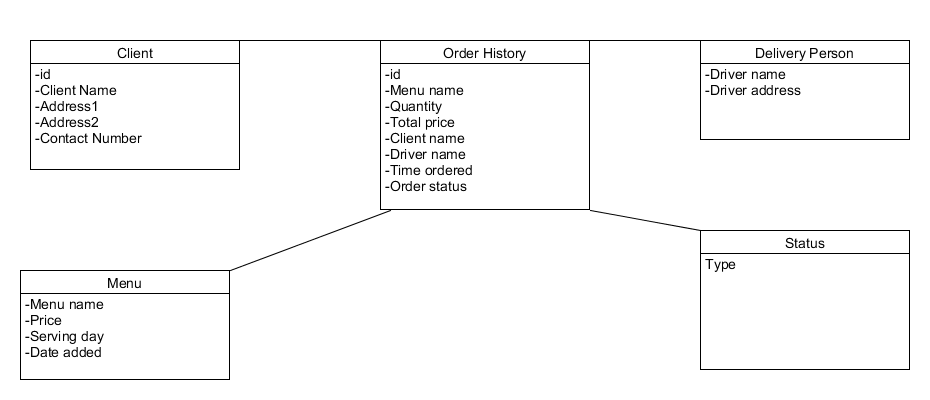 Client
-id
-Client Name
-Address1
-Address2
-Contact Number
Order History
-id
-Menu name
-Quantity
-Total price
-Client name
-Driver name
-Time ordered
-Order status
Delivery Person
-Driver name
-Driver address
Menu
-Menu name
-Price
-Serving day
-Date added
Status
Type